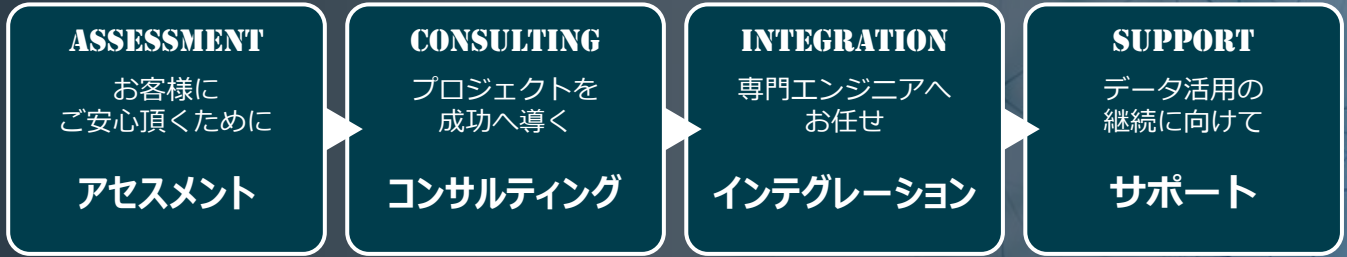 ASSESSMENT
お客様に
ご安心頂くために
アセスメント
CONSULTING
プロジェクトを
成功へ導く
コンサルティング
INTEGRATION
専門エンジニアへ
お任せ
インテグレーション
SUPPORT
データ活用の
継続に向けて
サポート